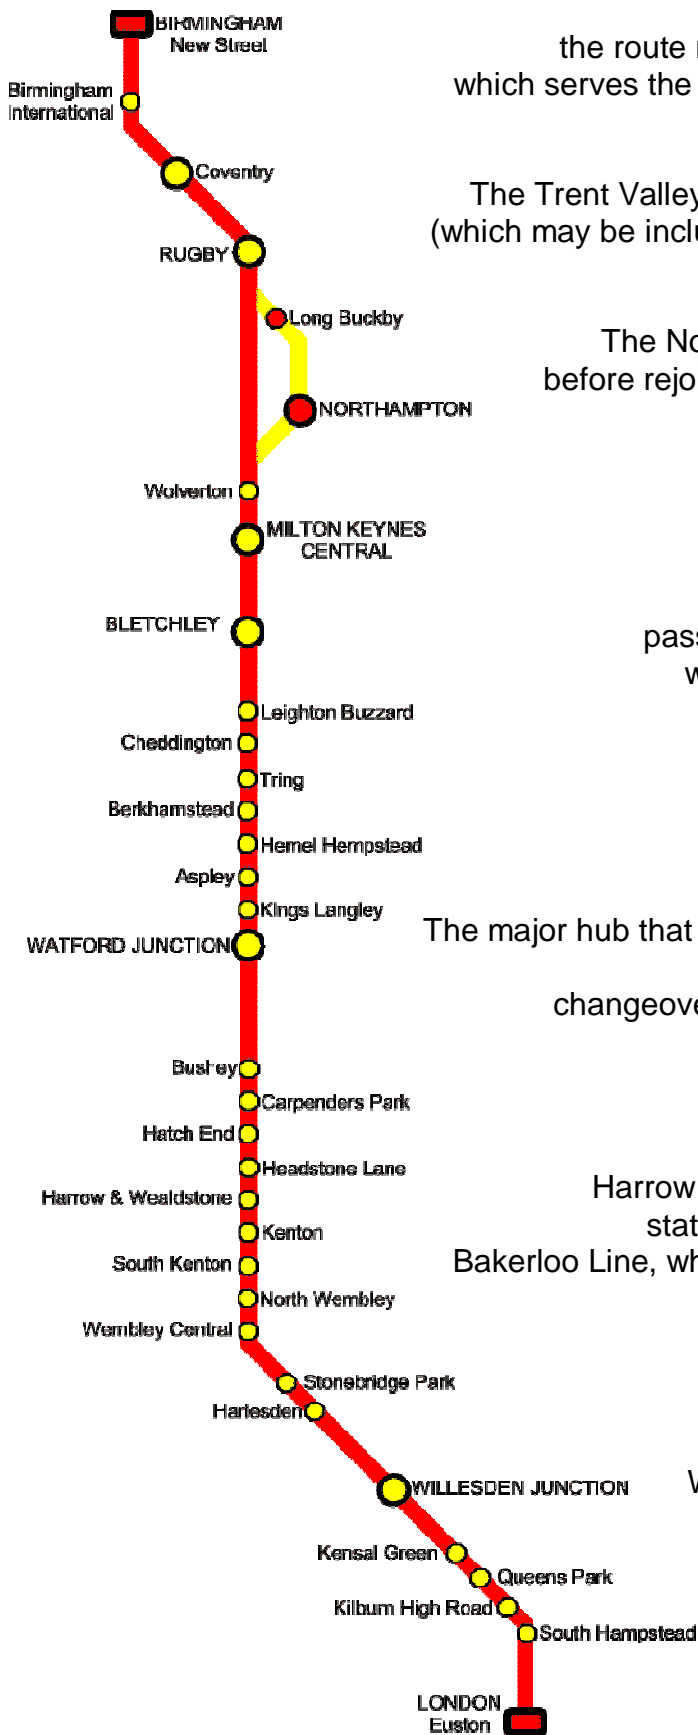 BIRMINGHAM
New Street
the route
which serves the
Birmingham
International
Coventry
The Trent Valley
(which may be inclu
RUGBY
Long Buckby
The No
before rejo
NORTHAMPTON
Wolverton
MILTON KEYNES
CENTRAL
BLETCHLEY
pass
w
Leighton Buzzard
Cheddington
Tring
Berkhamstead
Hemel Hempstead
Aspley
Kings Langley
The major hub that
WATFORD JUNCTION
changeove
Bushey
Carpenders Park
Hatch End
Headstone Lane
Harrow
Harrow & Wealdstone
stat
Kenton
Bakerloo Line, wh
South Kenton
North Wembley
Wembley Central
Stonebridge Park
Harlesden
WILLESDEN JUNCTION
Kensal Green
Queens Park
Kilburn High Road
South Hampstead
LONDON
Euston